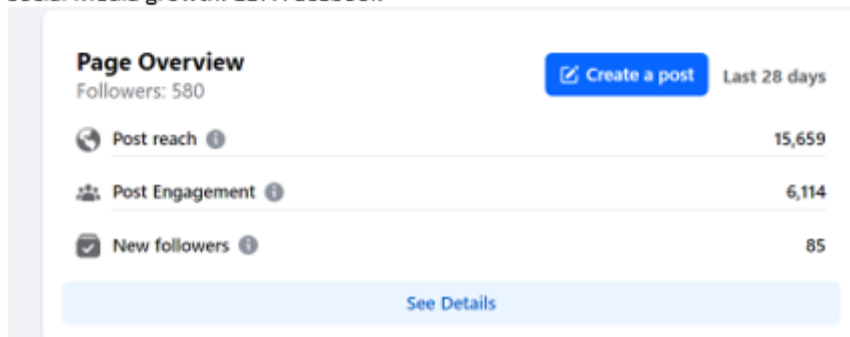 Page Overview
Followers: 580
Create a post
Last 28 days
Post reach
15,659
Post Engagement
6,114
New followers
85
See Details